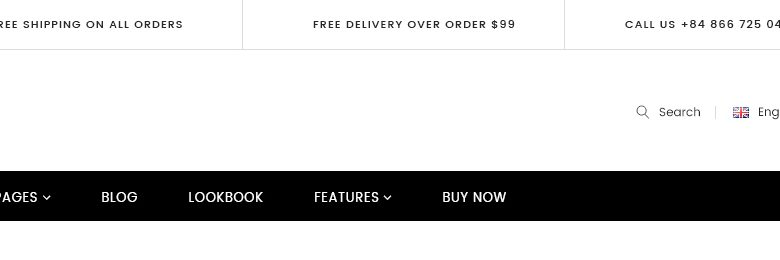 REE SHIPPING ON ALL ORDERS FREE DELIVERY OVER ORDER $99 CALL US +84 866 725 04
Search Eng
PAGES BLOG LOOKBOOK FEATURES BUY NOW